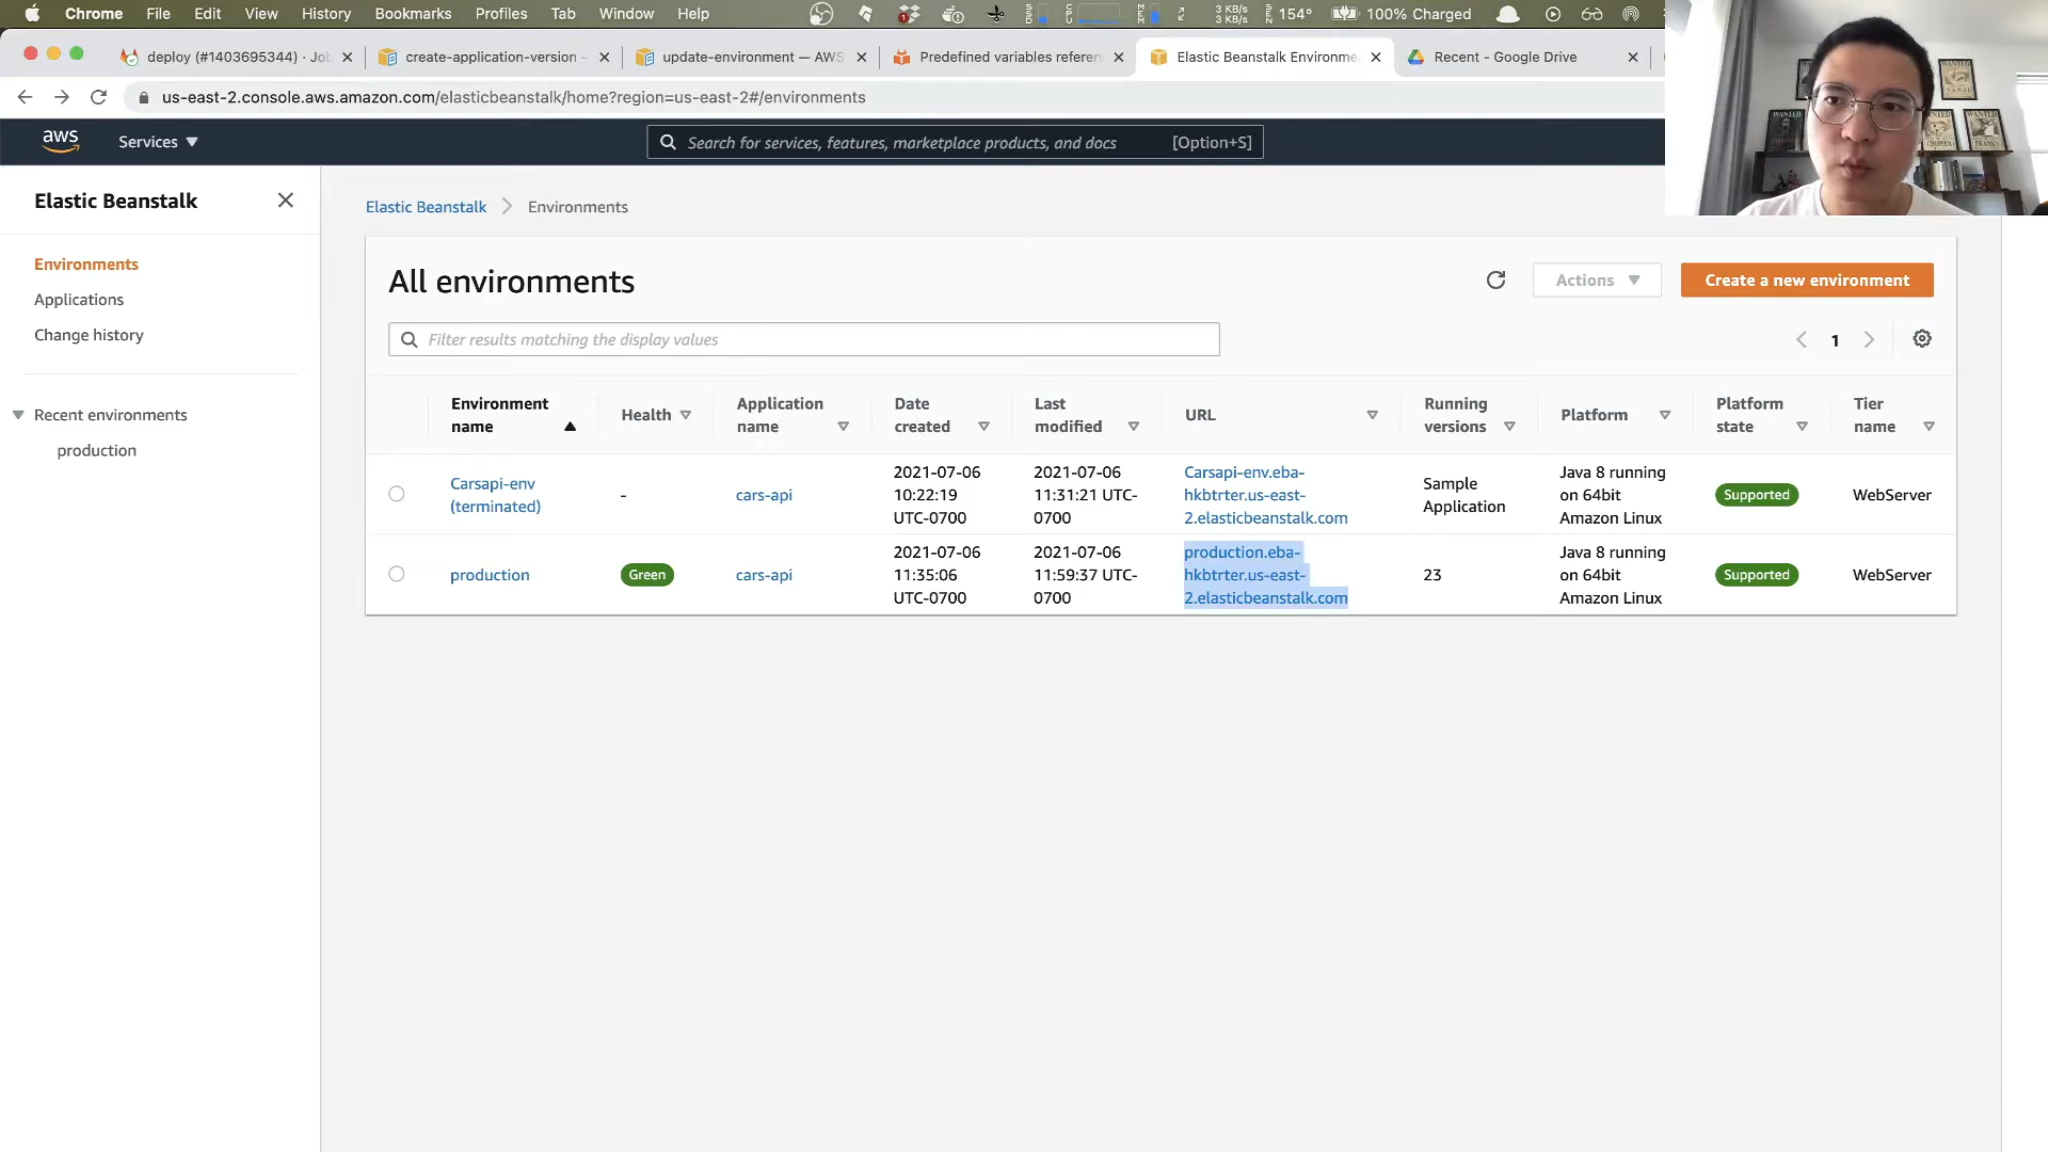 Chrome File Edit View History Bookmarks Profiles Tab Window Help 3 KB/s 3 KB/s 154° 100% Charged
deploy (#1403695344) · Job
create-application-version –
update-environment — AWS
Predefined variables referen
Elastic Beanstalk Environme
Recent - Google Drive
us-east-2.console.aws.amazon.com/elasticbeanstalk/home?region=us-east-2#/environments
aws
Services
Search for services, features, marketplace products, and docs [Option+S]
Elastic Beanstalk
Environments
Applications
Change history
Recent environments
production
Elastic Beanstalk > Environments
All environments
Actions
Create a new environment
Filter results matching the display values
1
Environment name
Health
Application name
Date created
Last modified
URL
Running versions
Platform
Platform state
Tier name
Carsapi-env
(terminated)
-
cars-api
2021-07-06
10:22:19
UTC-0700
2021-07-06
11:31:21 UTC-
0700
Carsapi-env.eba-
hkbtrter.us-east-
2.elasticbeanstalk.com
Sample
Application
Java 8 running
on 64bit
Amazon Linux
Supported
WebServer
production
Green
cars-api
2021-07-06
11:35:06
UTC-0700
2021-07-06
11:59:37 UTC-
0700
production.eba-
hkbtrter.us-east-
2.elasticbeanstalk.com
23
Java 8 running
on 64bit
Amazon Linux
Supported
WebServer
WANTED
WANTED
WANTED
WANTED